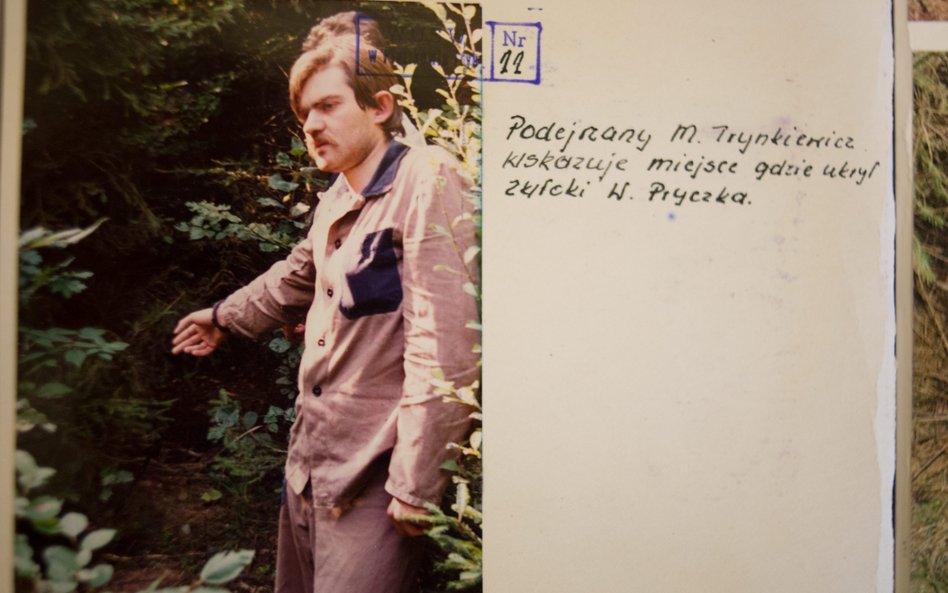 Nr
11
Podejrzany M. Trynkiewicz
wskazuje miejsce gdzie ukrył
zwłoki W. Pryczka.